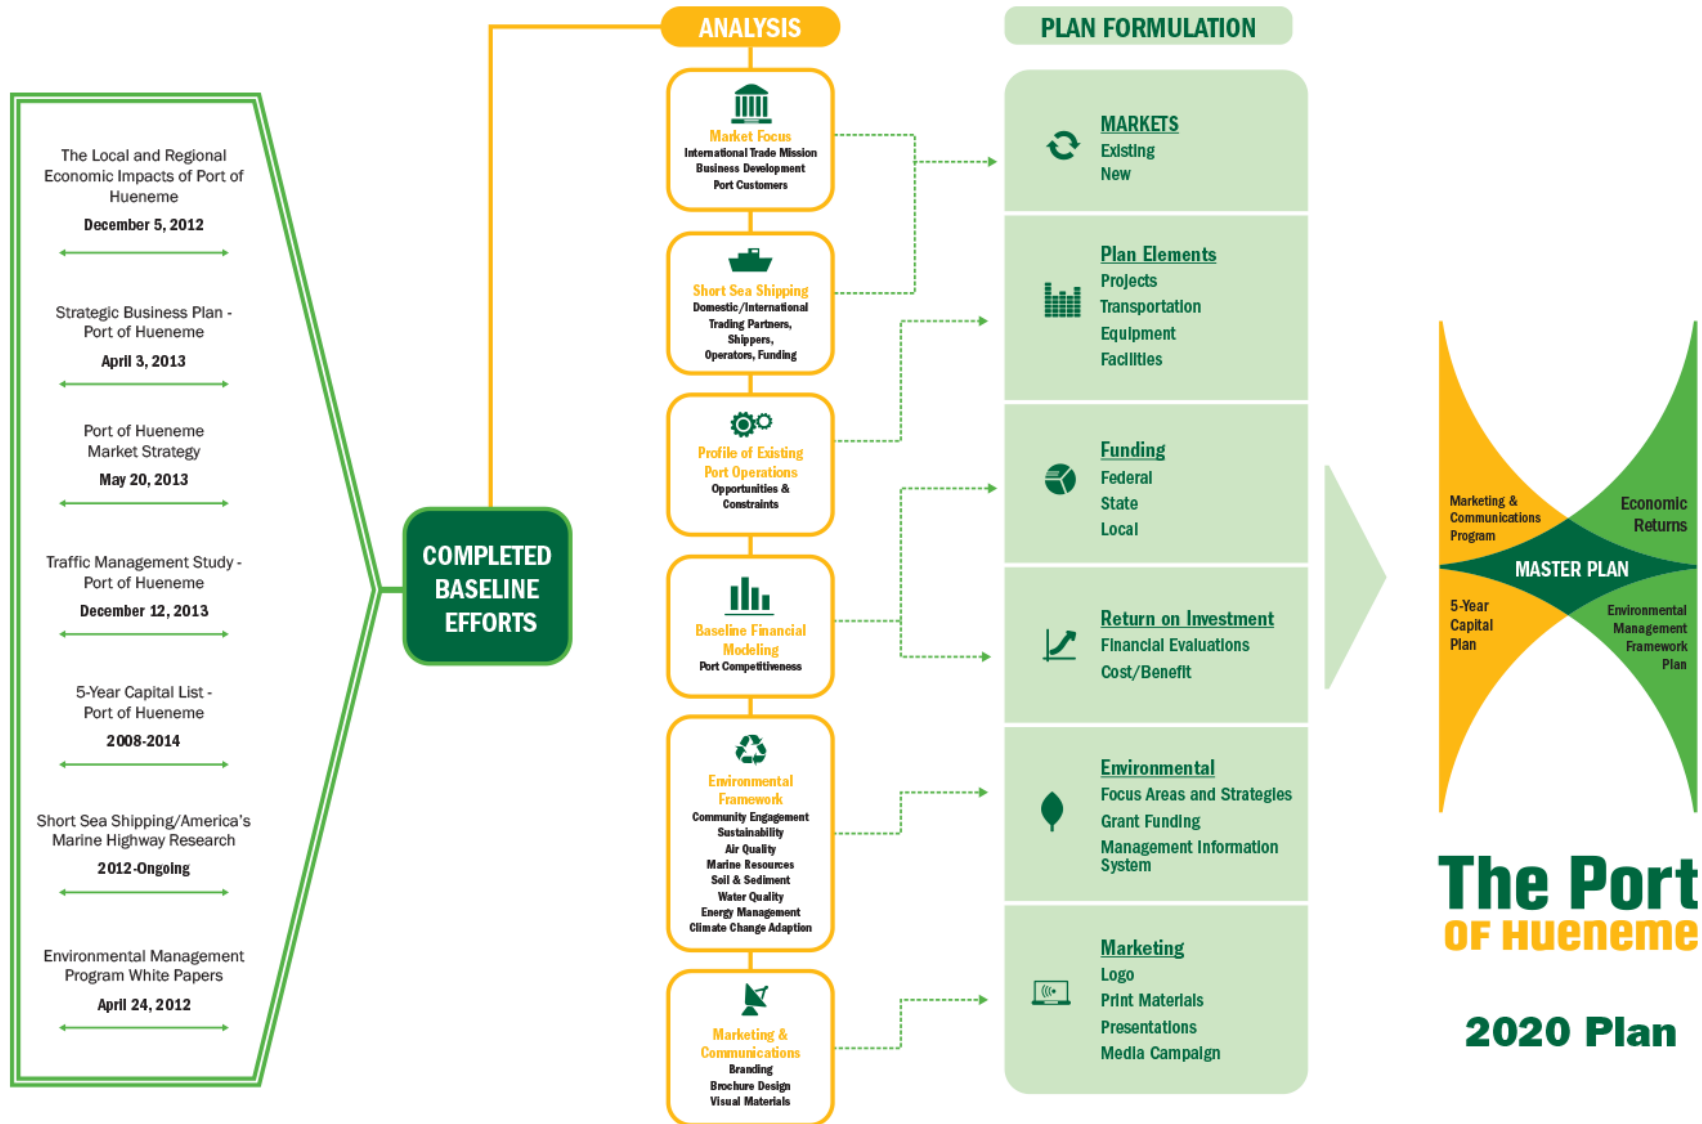 The Local and Regional
Economic Impacts of Port of
Hueneme
December 5, 2012
Strategic Business Plan -
Port of Hueneme
April 3, 2013
Port of Hueneme
Market Strategy
May 20, 2013
Traffic Management Study -
Port of Hueneme
December 12, 2013
5-Year Capital List -
Port of Hueneme
2008-2014
Short Sea Shipping/America's
Marine Highway Research
2012-Ongoing
Environmental Management
Program White Papers
April 24, 2012
COMPLETED
BASELINE
EFFORTS
ANALYSIS
Market Focus
International Trade Mission
Business Development
Port Customers
Short Sea Shipping
Domestic/International
Trading Partners,
Shippers,
Operators, Funding
Profile of Existing
Port Operations
Opportunities &
Constraints
Baseline Financial
Modeling
Port Competitiveness
Environmental
Framework
Community Engagement
Sustainability
Air Quality
Marine Resources
Soil & Sediment
Water Quality
Energy Management
Climate Change Adaption
Marketing &
Communications
Branding
Brochure Design
Visual Materials
PLAN FORMULATION
MARKETS
Existing
New
Plan Elements
Projects
Transportation
Equipment
Facilities
Funding
Federal
State
Local
Return on Investment
Financial Evaluations
Cost/Benefit
Environmental
Focus Areas and Strategies
Grant Funding
Management Information
System
Marketing
Logo
Print Materials
Presentations
Media Campaign
Marketing &
Communications
Program
Economic
Returns
MASTER PLAN
5-Year
Capital
Plan
Environmental
Management
Framework
Plan
The Port
OF HUENEME
2020 Plan